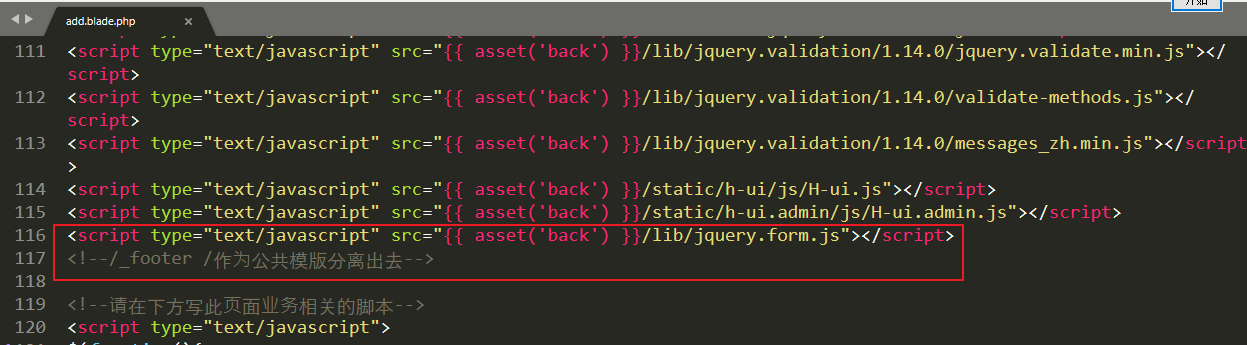 开始
add.blade.php ×
111 <script type="text/javascript" src="{{ asset('back') }}/lib/jquery.validation/1.14.0/jquery.validate.min.js"></
script>
112 <script type="text/javascript" src="{{ asset('back') }}/lib/jquery.validation/1.14.0/validate-methods.js"></
script>
113 <script type="text/javascript" src="{{ asset('back') }}/lib/jquery.validation/1.14.0/messages_zh.min.js"></script
>
114 <script type="text/javascript" src="{{ asset('back') }}/static/h-ui/js/H-ui.js"></script>
115 <script type="text/javascript" src="{{ asset('back') }}/static/h-ui.admin/js/H-ui.admin.js"></script>
116 <script type="text/javascript" src="{{ asset('back') }}/lib/jquery.form.js"></script>
117 <!--/_footer /作为公共模版分离出去-->
118
119 <!--请在下方写此页面业务相关的脚本-->
120 <script type="text/javascript">